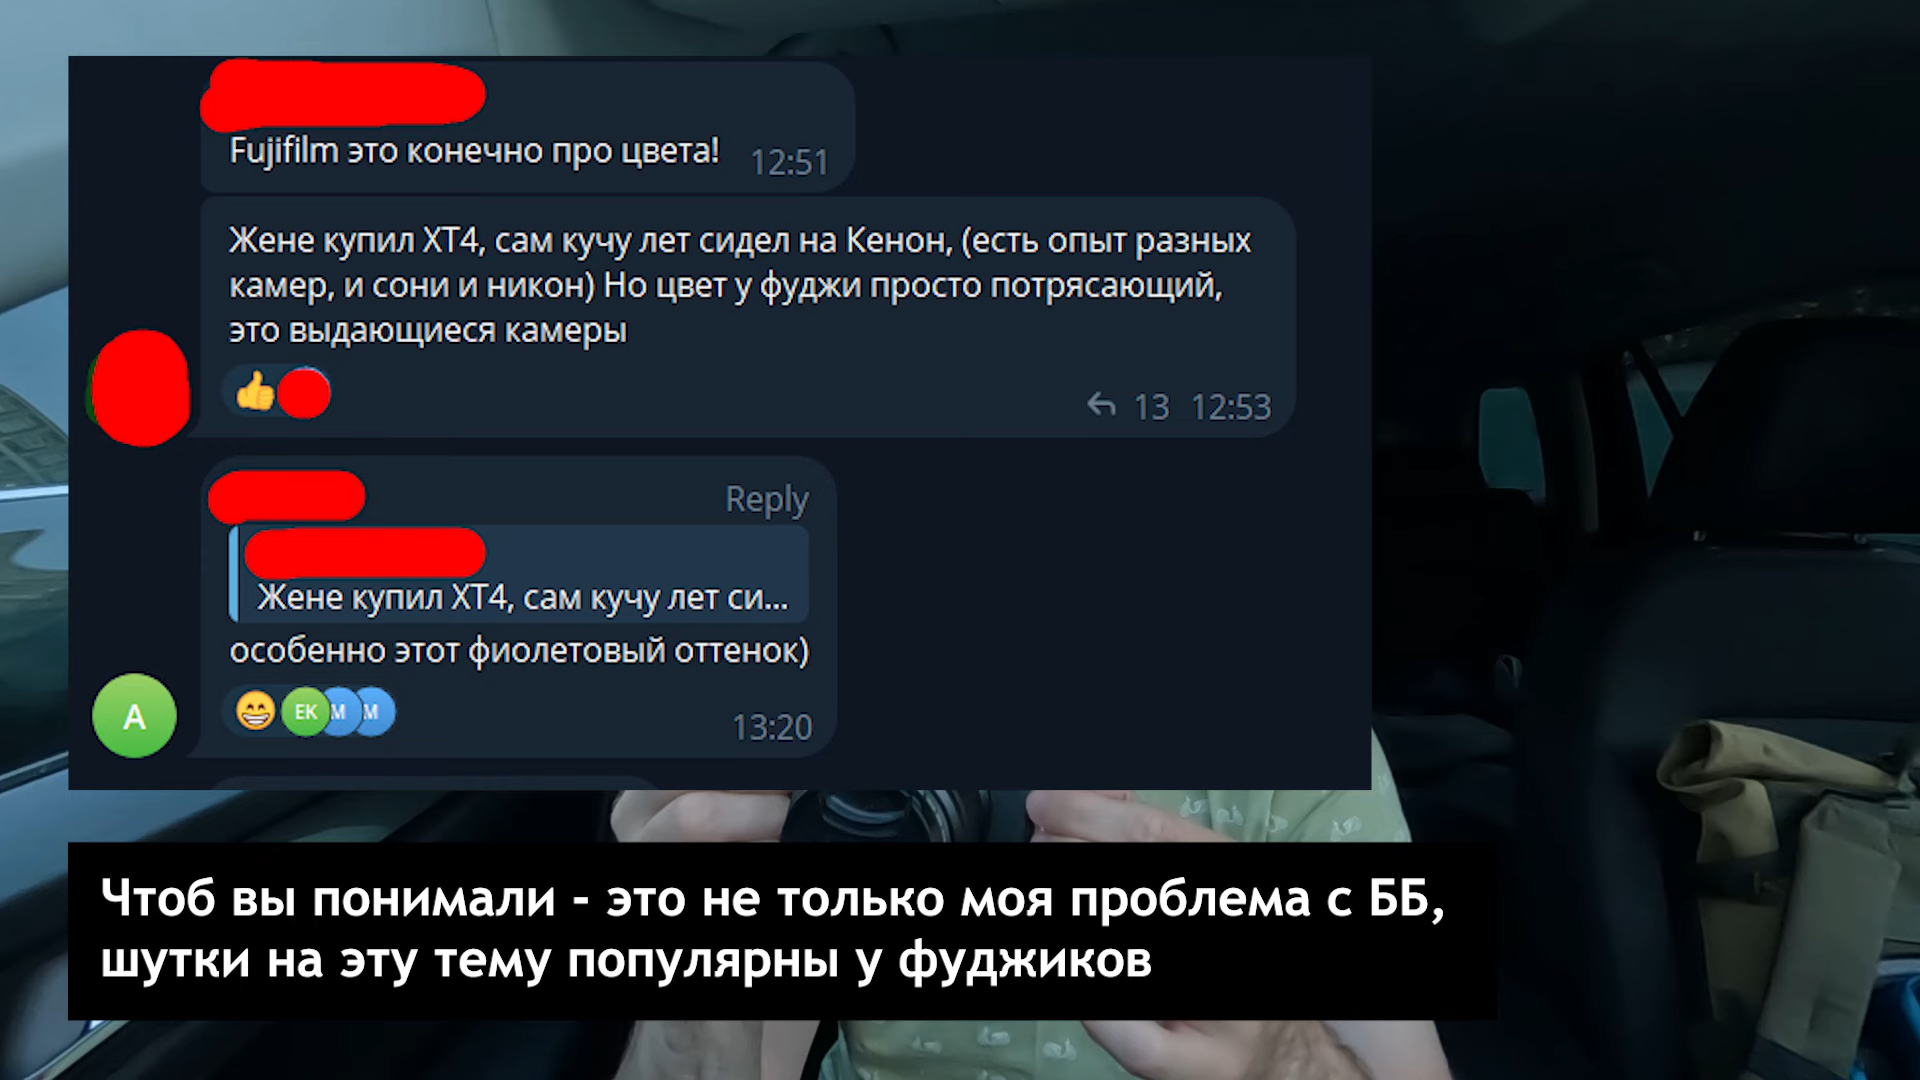 Fujifilm это конечно про цвета! 12:51
Жене купил XT4, сам кучу лет сидел на Кенон, (есть опыт разных
камер, и сони и никон) Но цвет у фуджи просто потрясающий,
это выдающиеся камеры
13 12:53
Reply
Жене купил XT4, сам кучу лет си...
особенно этот фиолетовый оттенок)
A
EK M M
13:20
Чтоб вы понимали - это не только моя проблема с ББ,
шутки на эту тему популярны у фуджиков